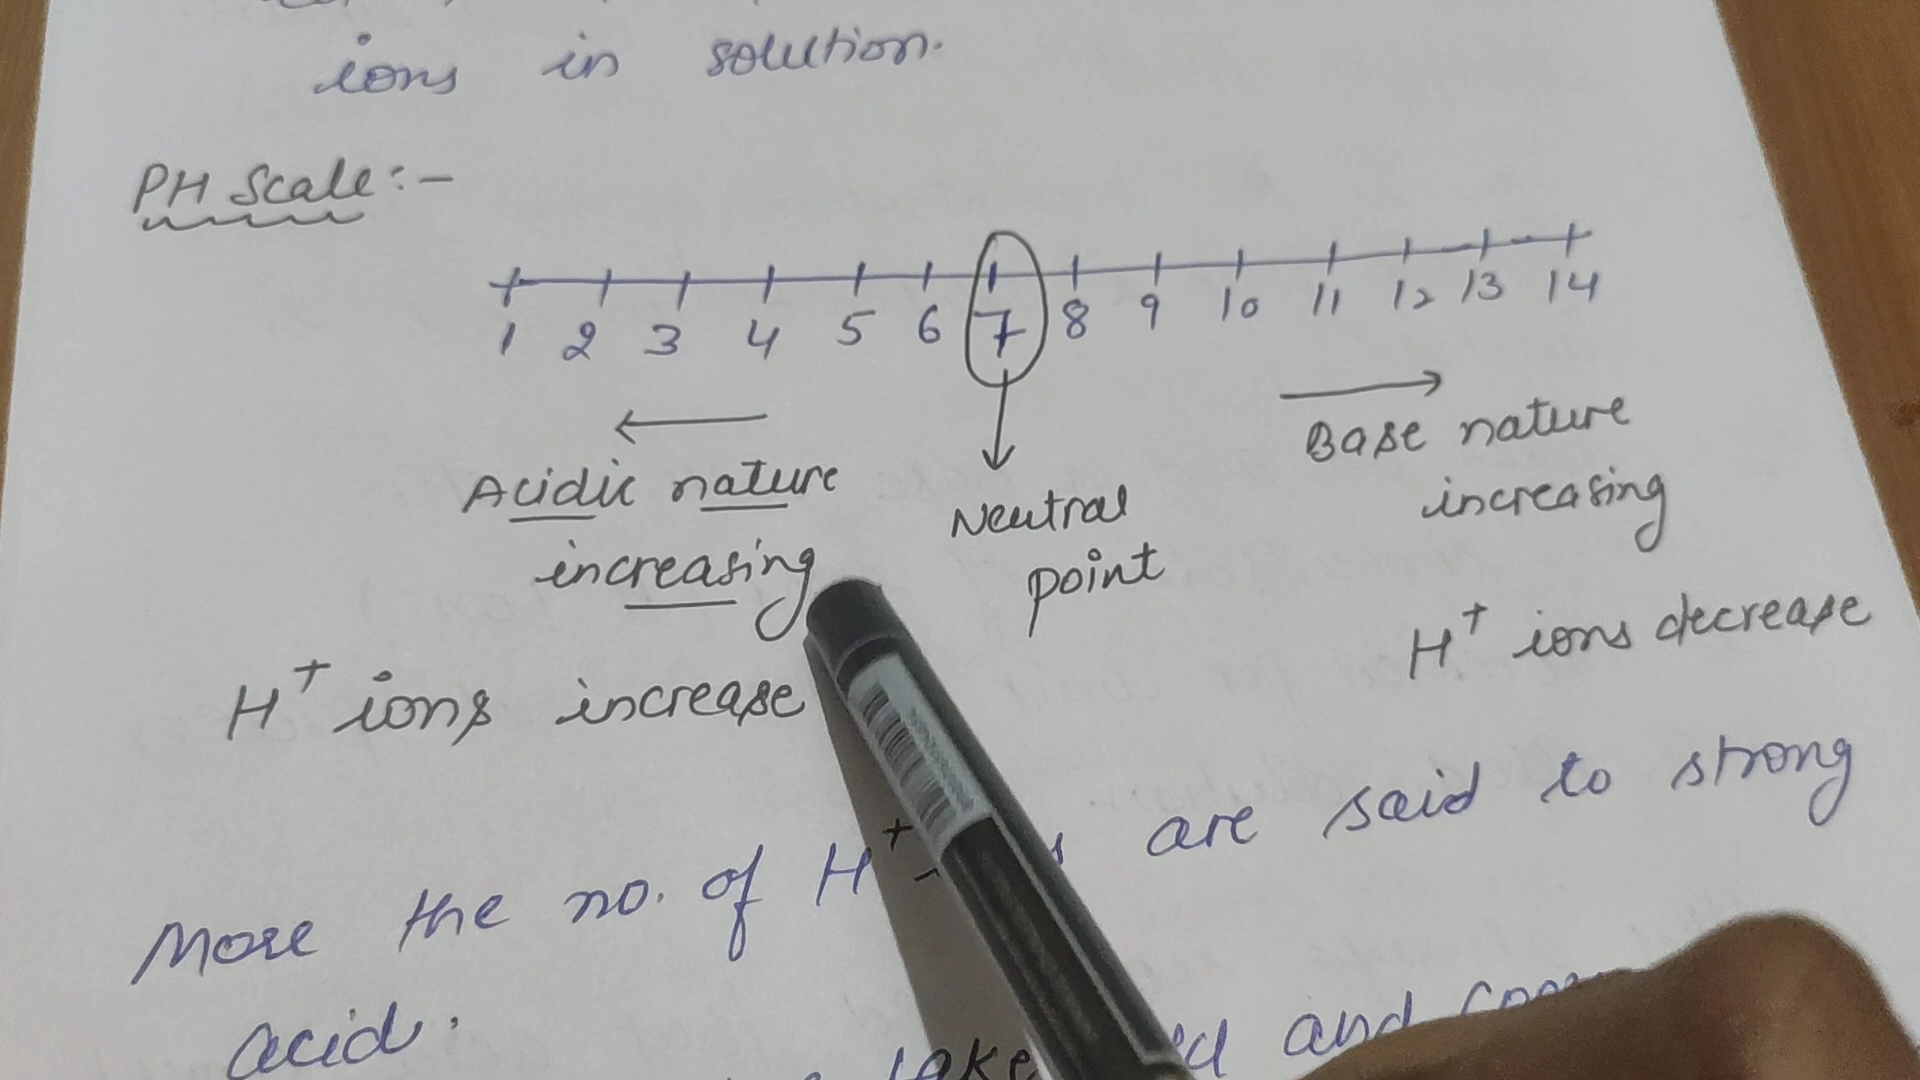 ions in solution.
PH Scale:-
1 2 3 4 5 6 7 8 9 10 11 12 13 14
Acidic nature
increasing
Neutral
point
Base nature
increasing
H+ ions increase
H+ ions decrease
More the no. of H+ are said to strong
acid.
and